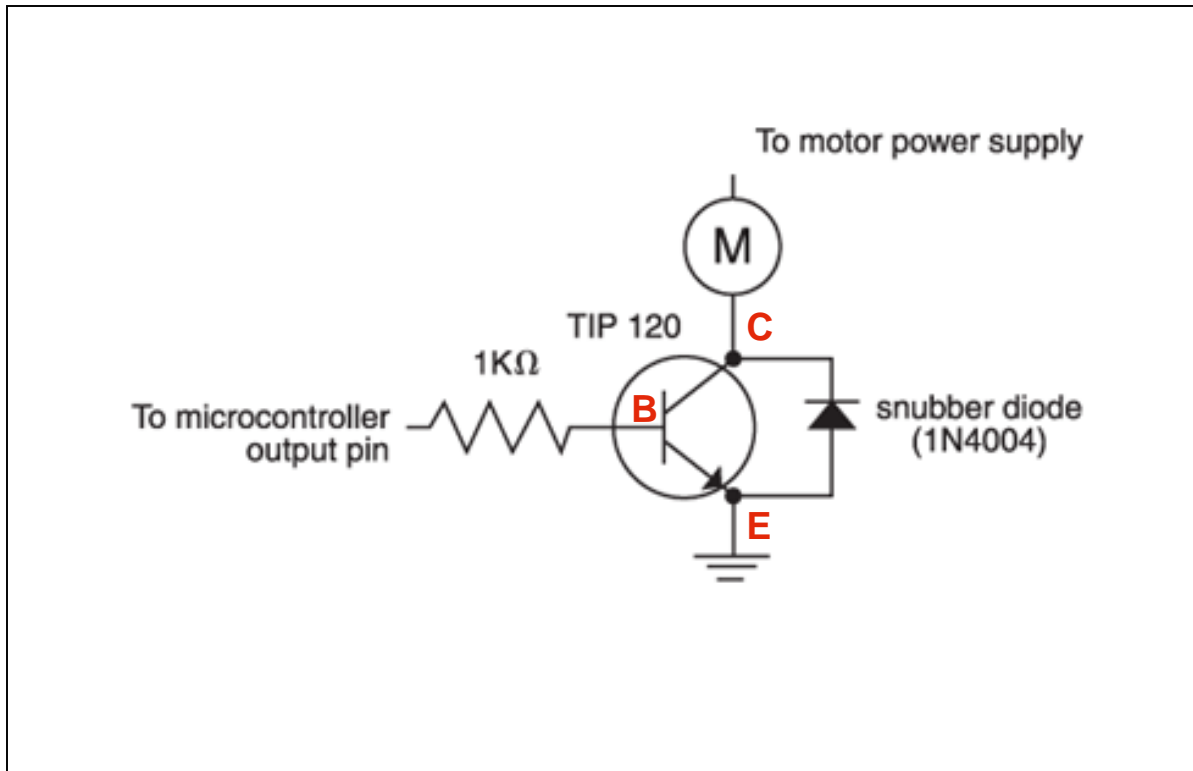 To motor power supply
M
C
TIP 120
1KΩ
B
To microcontroller
output pin
snubber diode
(1N4004)
E